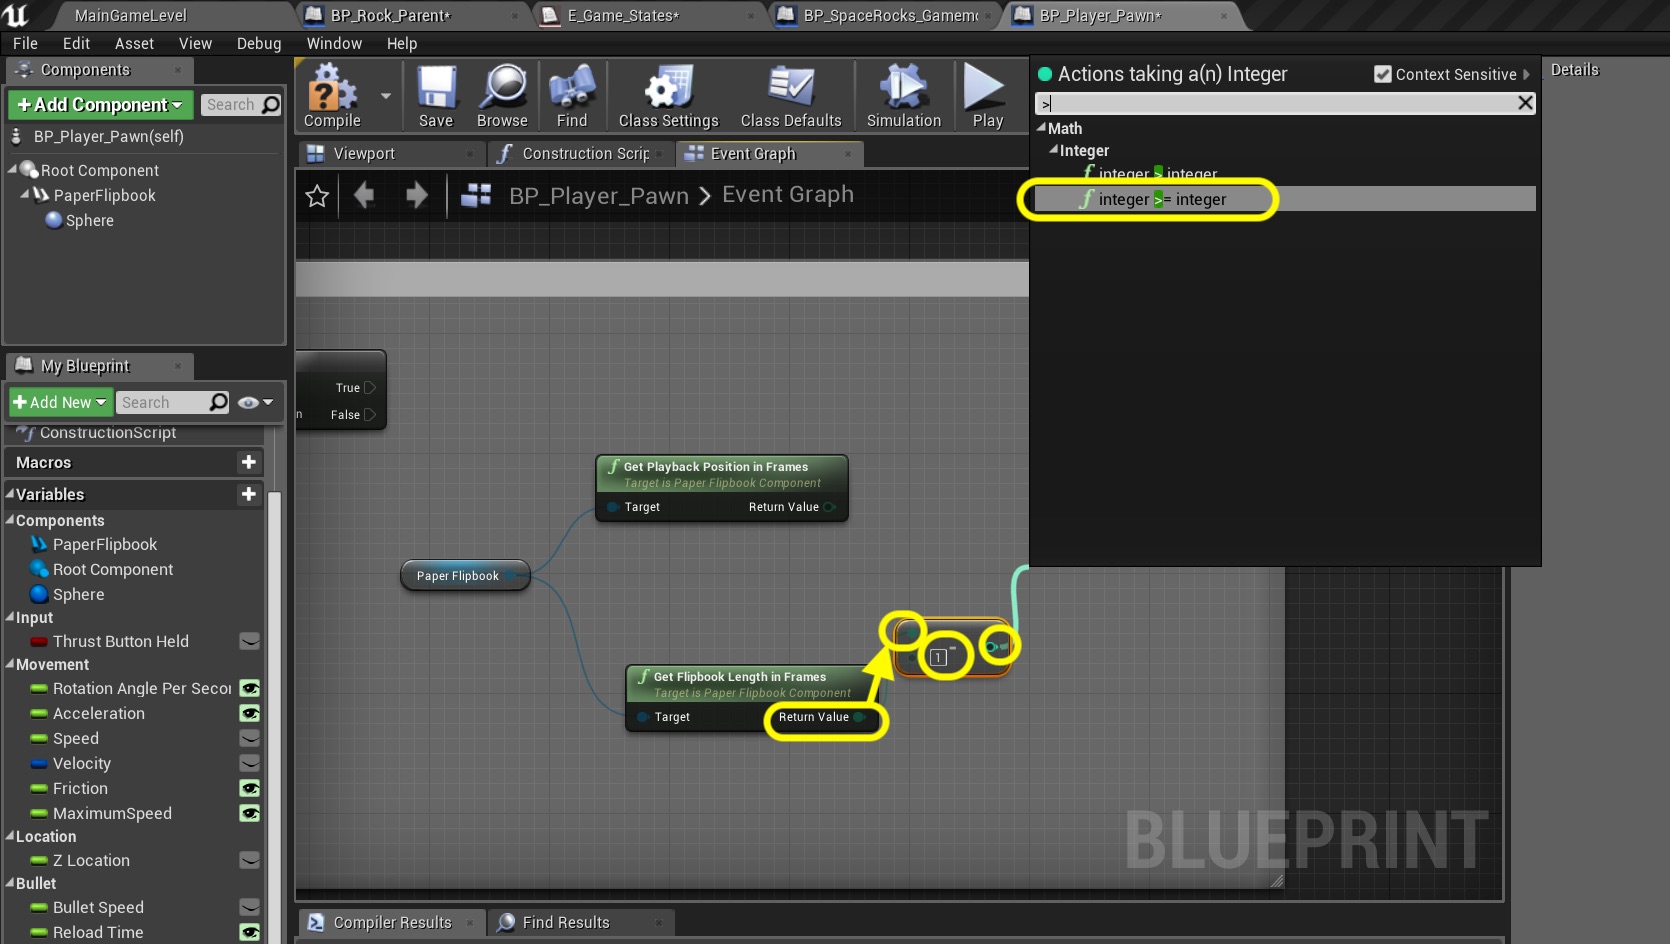 MainGameLevel
BP_Rock_Parent*
E_Game_States*
BP_SpaceRocks_Gamem
BP_Player_Pawn*
File Edit Asset View Debug Window Help
Components
+Add Component
Search
BP_Player_Pawn(self)
Root Component
PaperFlipbook
Sphere
Compile
Save
Browse
Find
Class Settings
Class Defaults
Simulation
Play
Viewport
Construction Scrip
Event Graph
BP_Player_Pawn > Event Graph
Actions taking a(n) Integer
Context Sensitive
>
Math
Integer
integer > integer
integer >= integer
Details
True
n False
Get Playback Position in Frames
Target is Paper Flipbook Component
Target Return Value
Paper Flipbook
1
-
Get Flipbook Length in Frames
Target is Paper Flipbook Component
Target Return Value
BLUEPRINT
My Blueprint
+Add New
Search
ConstructionScript
Macros
Variables
Components
PaperFlipbook
Root Component
Sphere
Input
Thrust Button Held
Movement
Rotation Angle Per Secor
Acceleration
Speed
Velocity
Friction
MaximumSpeed
Location
Z Location
Bullet
Bullet Speed
Reload Time
Compiler Results
Find Results